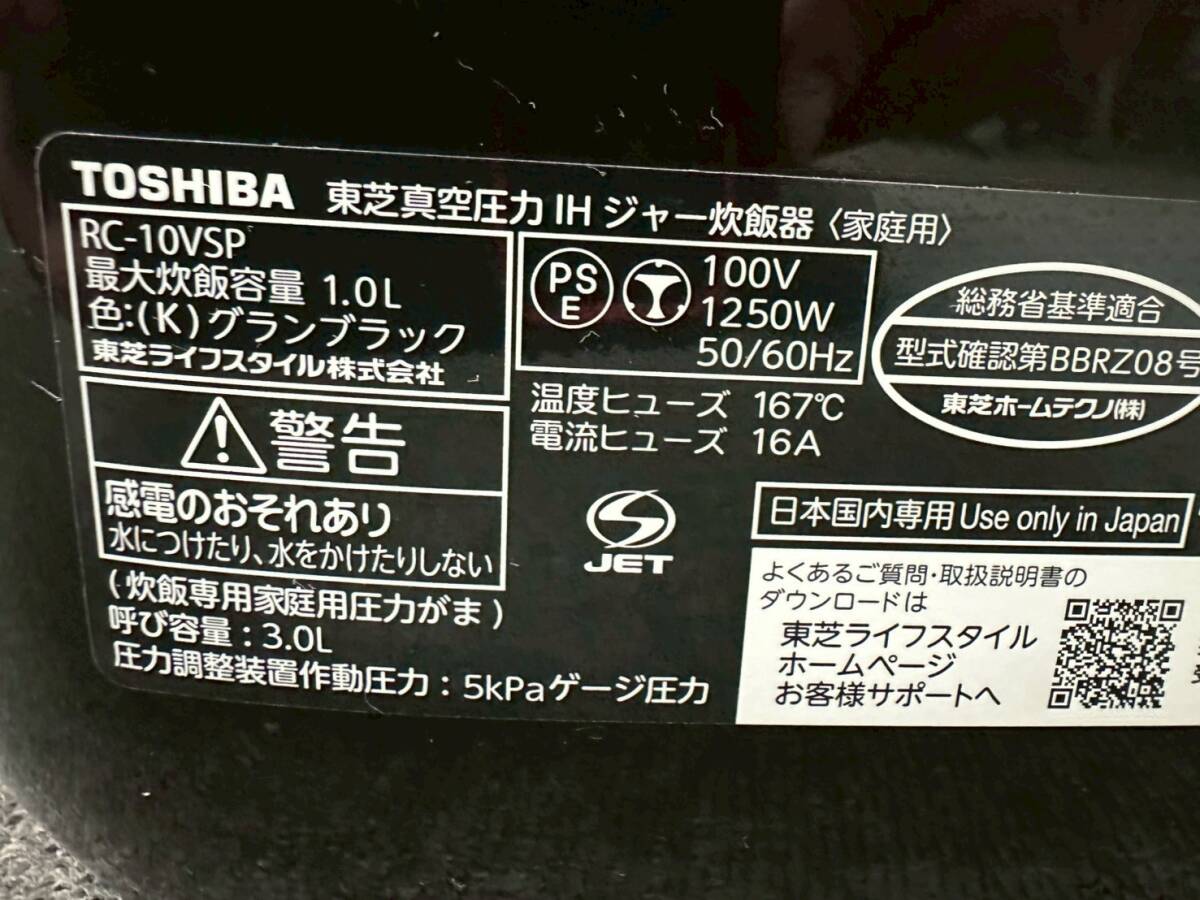 TOSHIBA 東芝真空圧力IHジャー炊飯器〈家庭用〉
RC-10VSP
最大炊飯容量 1.0L
色:(K)グランブラック
東芝ライフスタイル株式会社
PS
E
100V
1250W
50/60Hz
温度ヒューズ 167℃
電流ヒューズ 16A
総務省基準適合
型式確認第BBRZ08号
東芝ホームテクノ(株)
警告
感電のおそれあり
水につけたり、水をかけたりしない
(炊飯専用家庭用圧力がま)
呼び容量:3.0L
圧力調整装置作動圧力:5kPaゲージ圧力
JET
日本国内専用 Use only in Japan
よくあるご質問・取扱説明書の
ダウンロードは
東芝ライフスタイル
ホームページ
お客様サポートへ